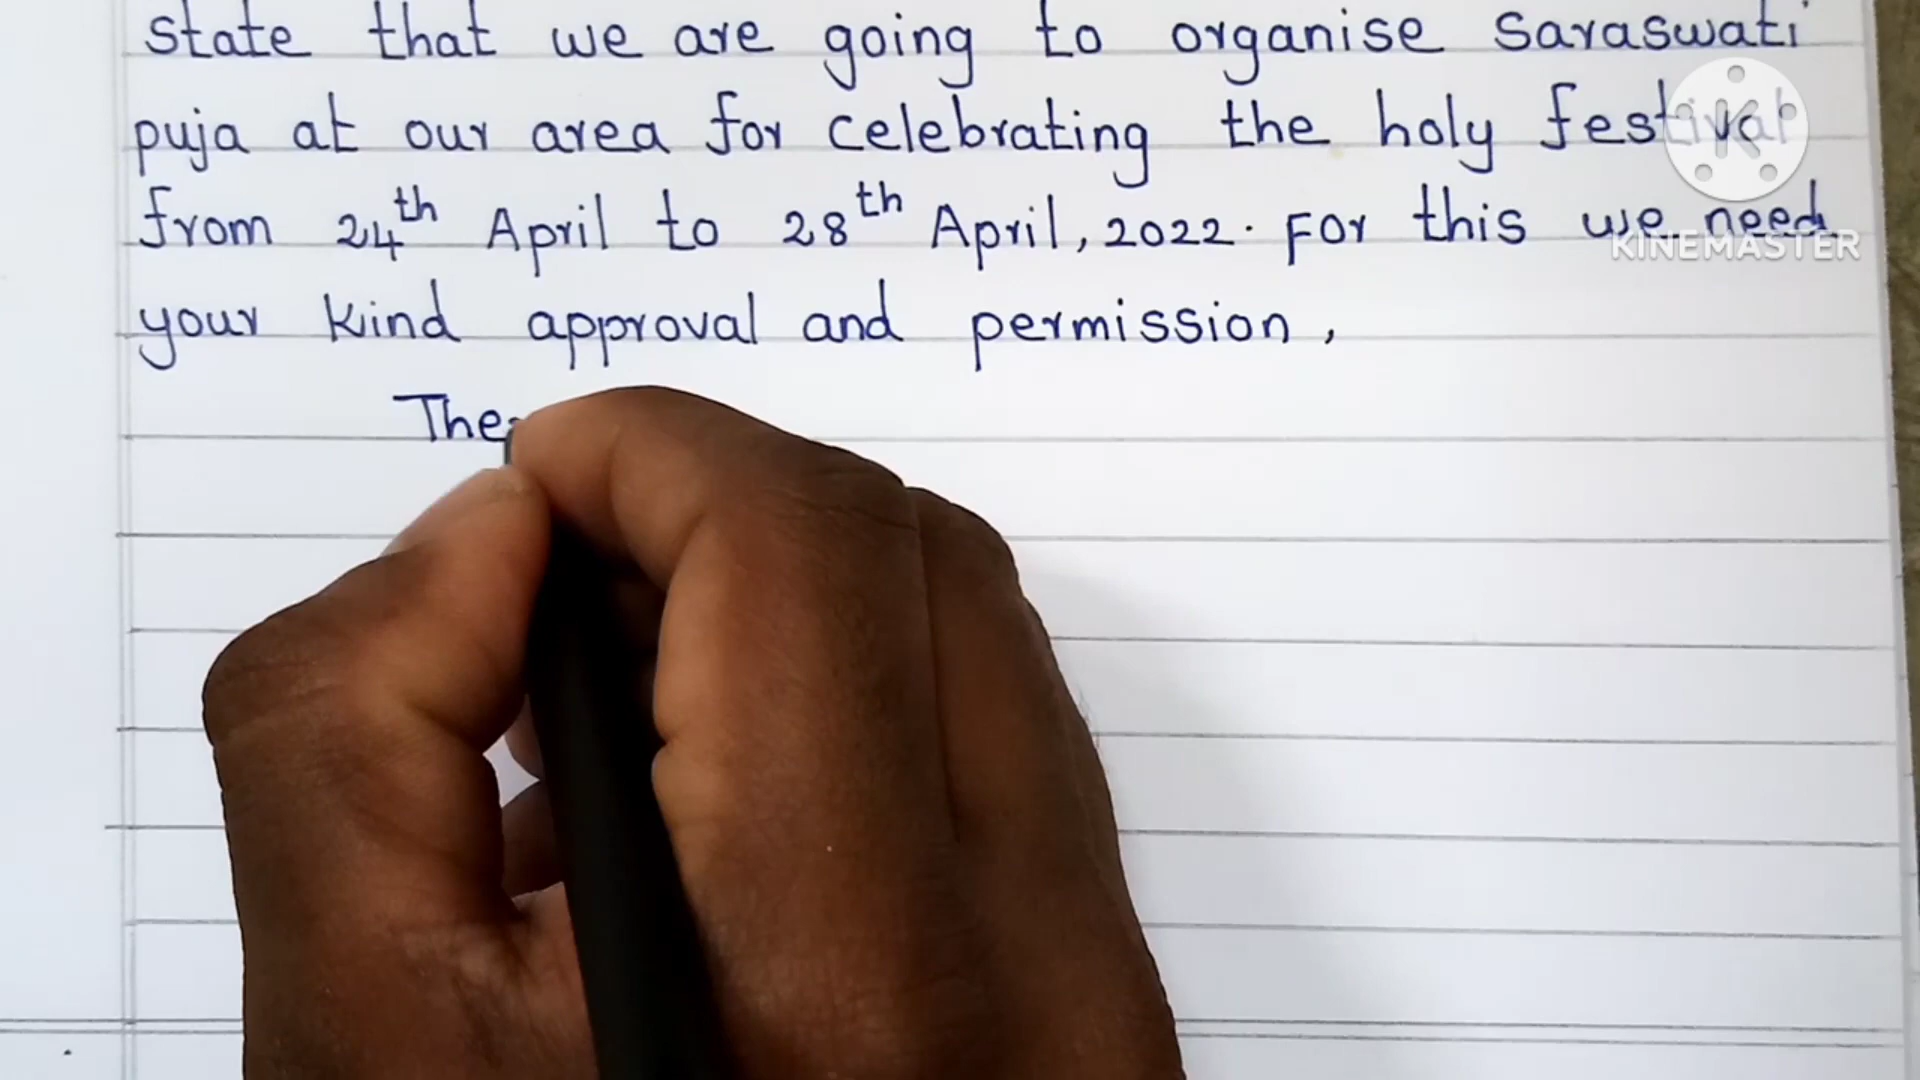 state that we are going to organise Saraswati
puja at our area for celebrating the holy festival
from 24th April to 28th April, 2022. For this we need
KINEMASTER
your kind approval and permission,
The